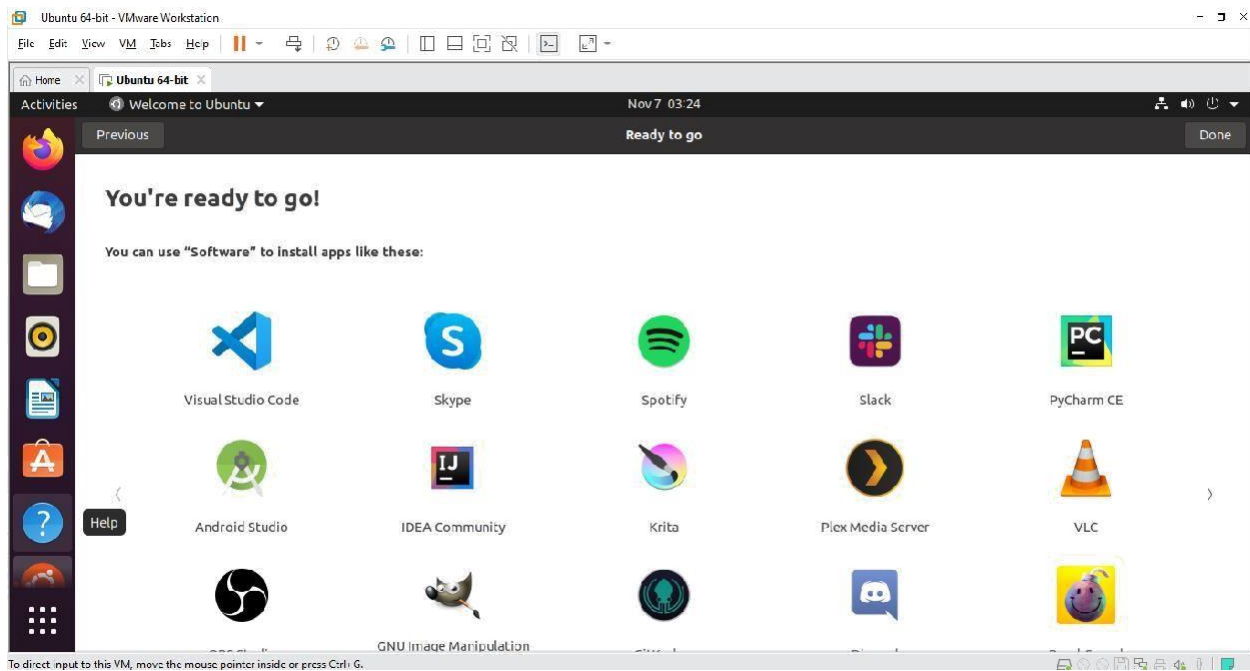 Ubuntu 64-bit - VMware Workstation
File Edit View VM Tabs Help
Home Ubuntu 64-bit
Activities Welcome to Ubuntu Nov 7 03:24
Previous Ready to go Done
You're ready to go!
You can use “Software” to install apps like these:
S PC
Visual Studio Code Skype Spotify Slack PyCharm CE
IJ
Android Studio IDEA Community Krita Plex Media Server VLC
Help
GNU Image Manipulation
To direct input to this VM, move the mouse pointer inside or press Ctrl+G.